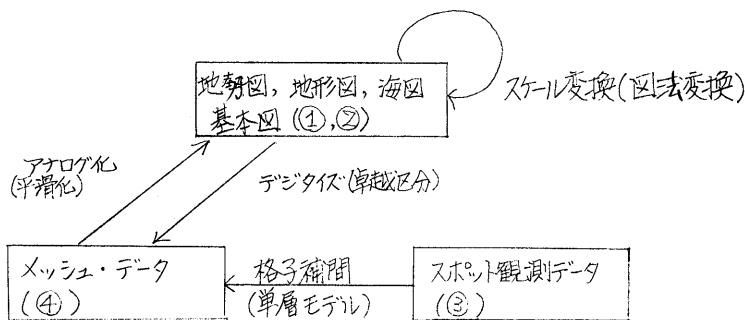 地勢図, 地形図, 海図
基本図 (①,②)
スケール変換(図法変換)
アナログ化
(平滑化)
デジタイズ(卓越区分)
メッシュ・データ
(④)
格子補間
(単層モデル)
スポット観測データ
(③)